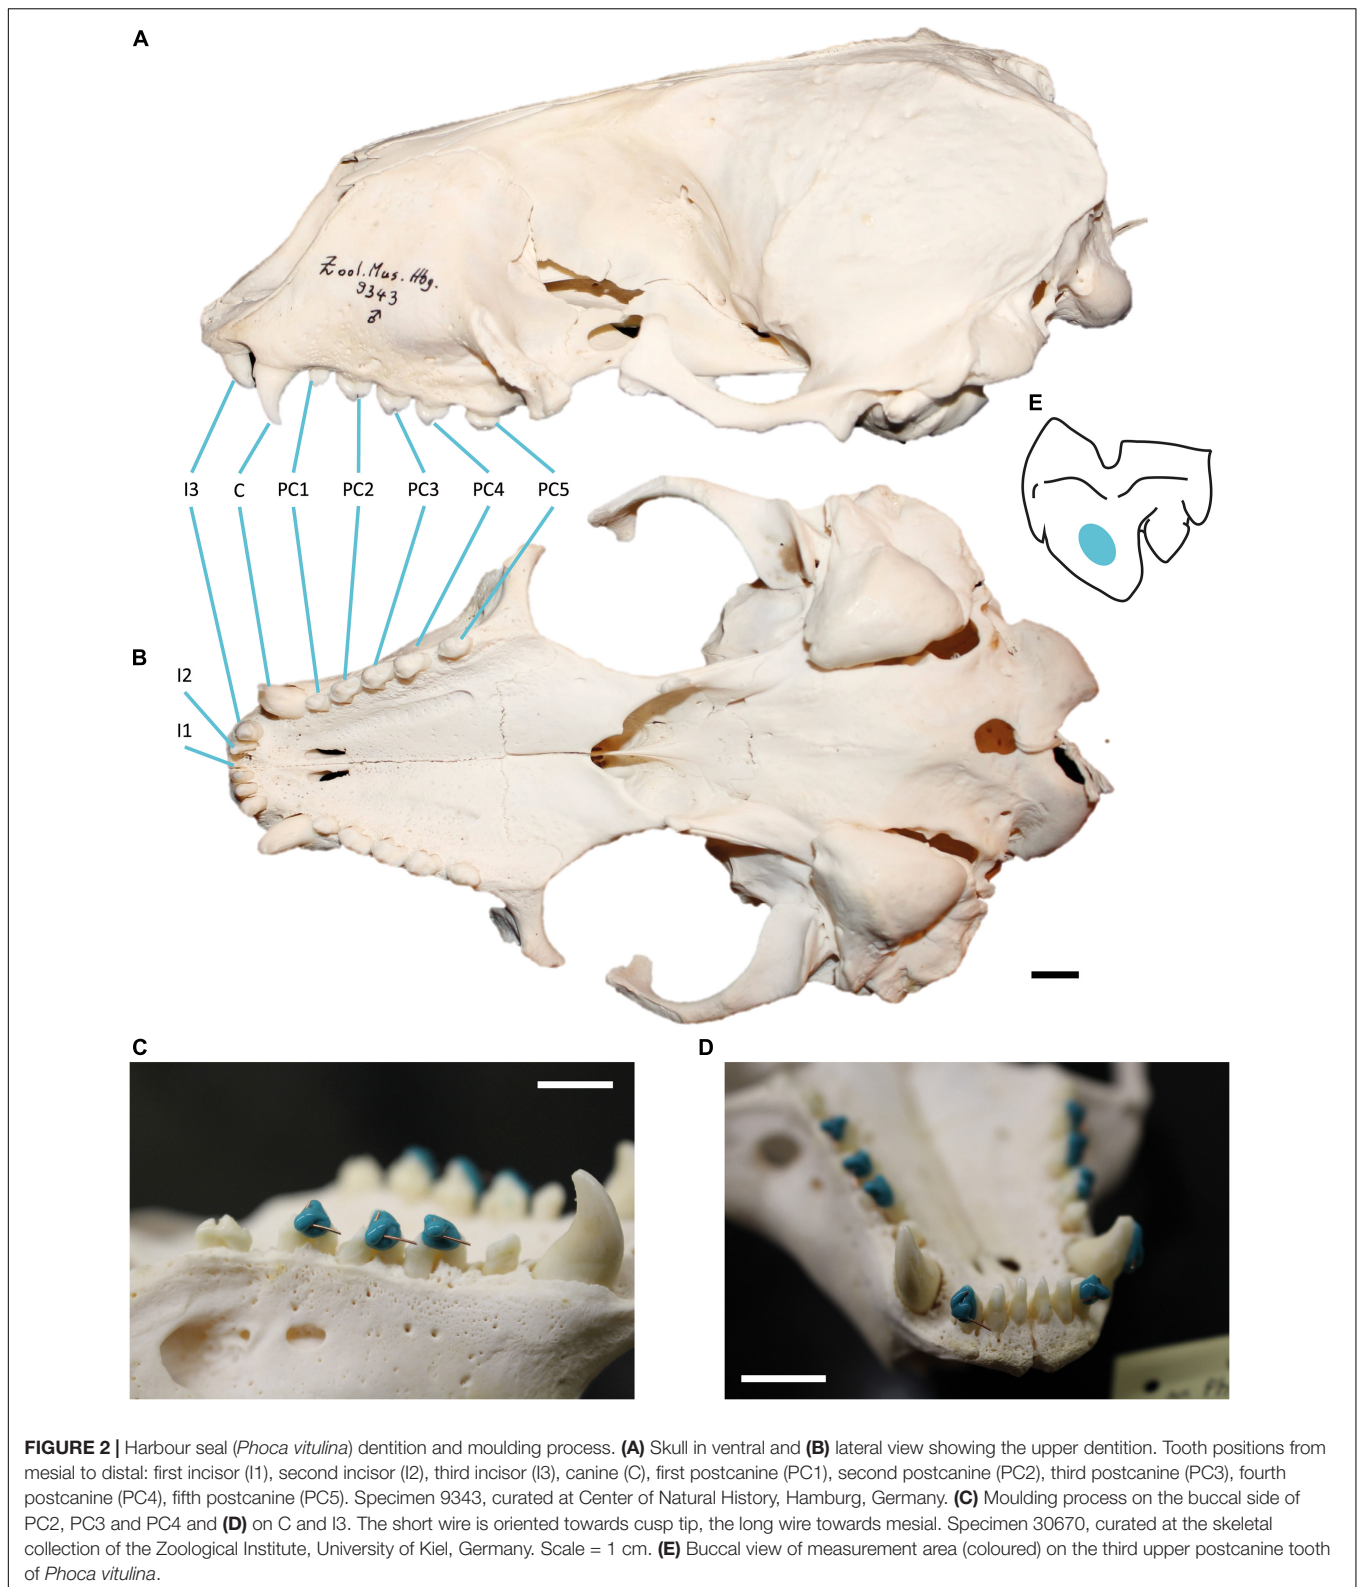 A
Zool. Mus. Hbg.
9343
♂
E
I3 C PC1 PC2 PC3 PC4 PC5
B
I2
I1
C D
FIGURE 2 | Harbour seal (Phoca vitulina) dentition and moulding process. (A) Skull in ventral and (B) lateral view showing the upper dentition. Tooth positions from
mesial to distal: first incisor (I1), second incisor (I2), third incisor (I3), canine (C), first postcanine (PC1), second postcanine (PC2), third postcanine (PC3), fourth
postcanine (PC4), fifth postcanine (PC5). Specimen 9343, curated at Center of Natural History, Hamburg, Germany. (C) Moulding process on the buccal side of
PC2, PC3 and PC4 and (D) on C and I3. The short wire is oriented towards cusp tip, the long wire towards mesial. Specimen 30670, curated at the skeletal
collection of the Zoological Institute, University of Kiel, Germany. Scale = 1 cm. (E) Buccal view of measurement area (coloured) on the third upper postcanine tooth
of Phoca vitulina.